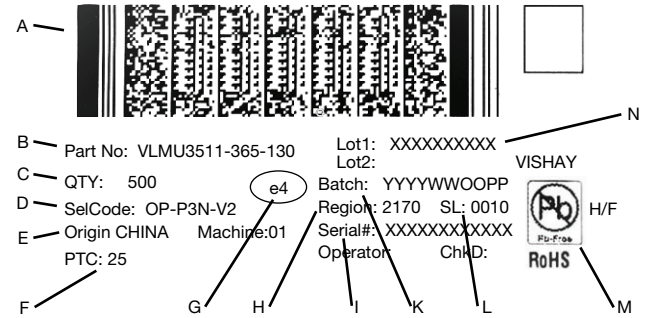 A
B
Part No: VLMU3511-365-130
Lot1: XXXXXXXXXX
N
Lot2:
VISHAY
C
QTY: 500
e4
Batch: YYYYWWOOPP
D
SelCode: OP-P3N-V2
Region: 2170 SL: 0010
Pb
H/F
E
Origin CHINA Machine:01
Serial#: XXXXXXXXXXXX
Pb-Free
PTC: 25
Operator: ChkD:
RoHS
F G H I K L M